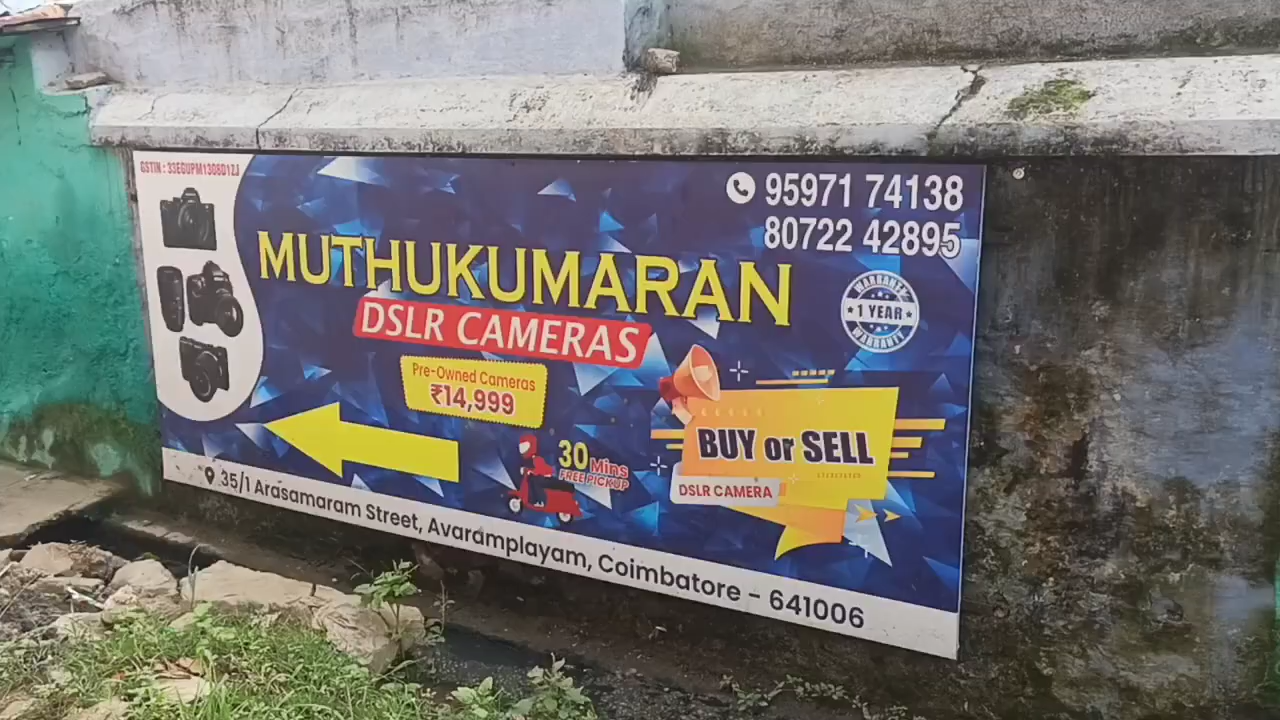 GSTIN : 33EGUPM1308D1ZJ
95971 74138
80722 42895
MUTHUKUMARAN
DSLR CAMERAS
WARRANTY
1 YEAR
WARRANTY
Pre-Owned Cameras
₹14,999
30 Mins
FREE PICKUP
BUY or SELL
DSLR CAMERA
35/1 Arasamaram Street, Avaramplayam, Coimbatore - 641006